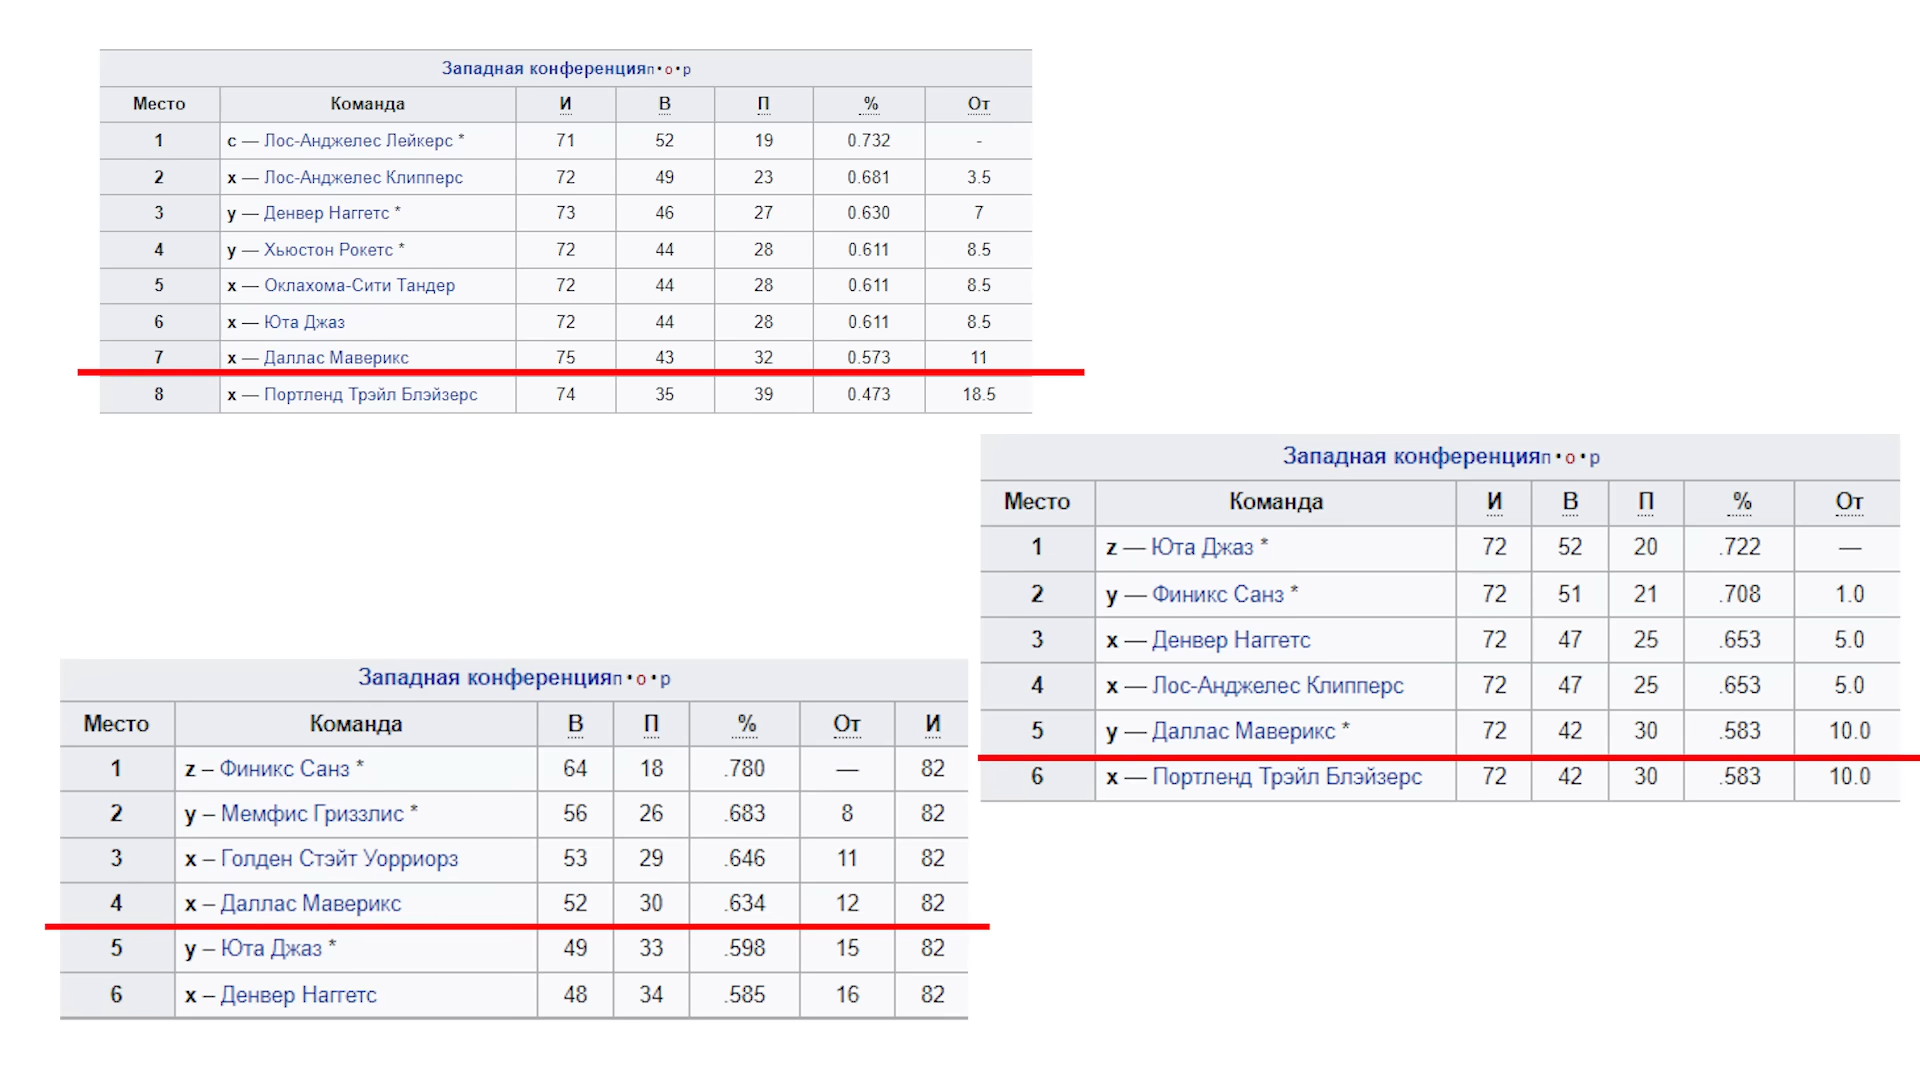 Западная конференцияп • о • р
Место Команда И В П % От
1 c — Лос-Анджелес Лейкерс * 71 52 19 0.732 -
2 x — Лос-Анджелес Клипперс 72 49 23 0.681 3.5
3 y — Денвер Наггетс * 73 46 27 0.630 7
4 y — Хьюстон Рокетс * 72 44 28 0.611 8.5
5 x — Оклахома-Сити Тандер 72 44 28 0.611 8.5
6 x — Юта Джаз 72 44 28 0.611 8.5
7 x — Даллас Маверикс 75 43 32 0.573 11
8 x — Портленд Трэйл Блэйзерс 74 35 39 0.473 18.5
Западная конференцияп • о • р
Место Команда И В П % От
1 z — Юта Джаз * 72 52 20 .722 —
2 y — Финикс Санз * 72 51 21 .708 1.0
3 x — Денвер Наггетс 72 47 25 .653 5.0
4 x — Лос-Анджелес Клипперс 72 47 25 .653 5.0
5 y — Даллас Маверикс * 72 42 30 .583 10.0
6 x — Портленд Трэйл Блэйзерс 72 42 30 .583 10.0
Западная конференцияп • о • р
Место Команда В П % От И
1 z – Финикс Санз * 64 18 .780 — 82
2 y – Мемфис Гриззлис * 56 26 .683 8 82
3 x – Голден Стэйт Уорриорз 53 29 .646 11 82
4 x – Даллас Маверикс 52 30 .634 12 82
5 y – Юта Джаз * 49 33 .598 15 82
6 x – Денвер Наггетс 48 34 .585 16 82